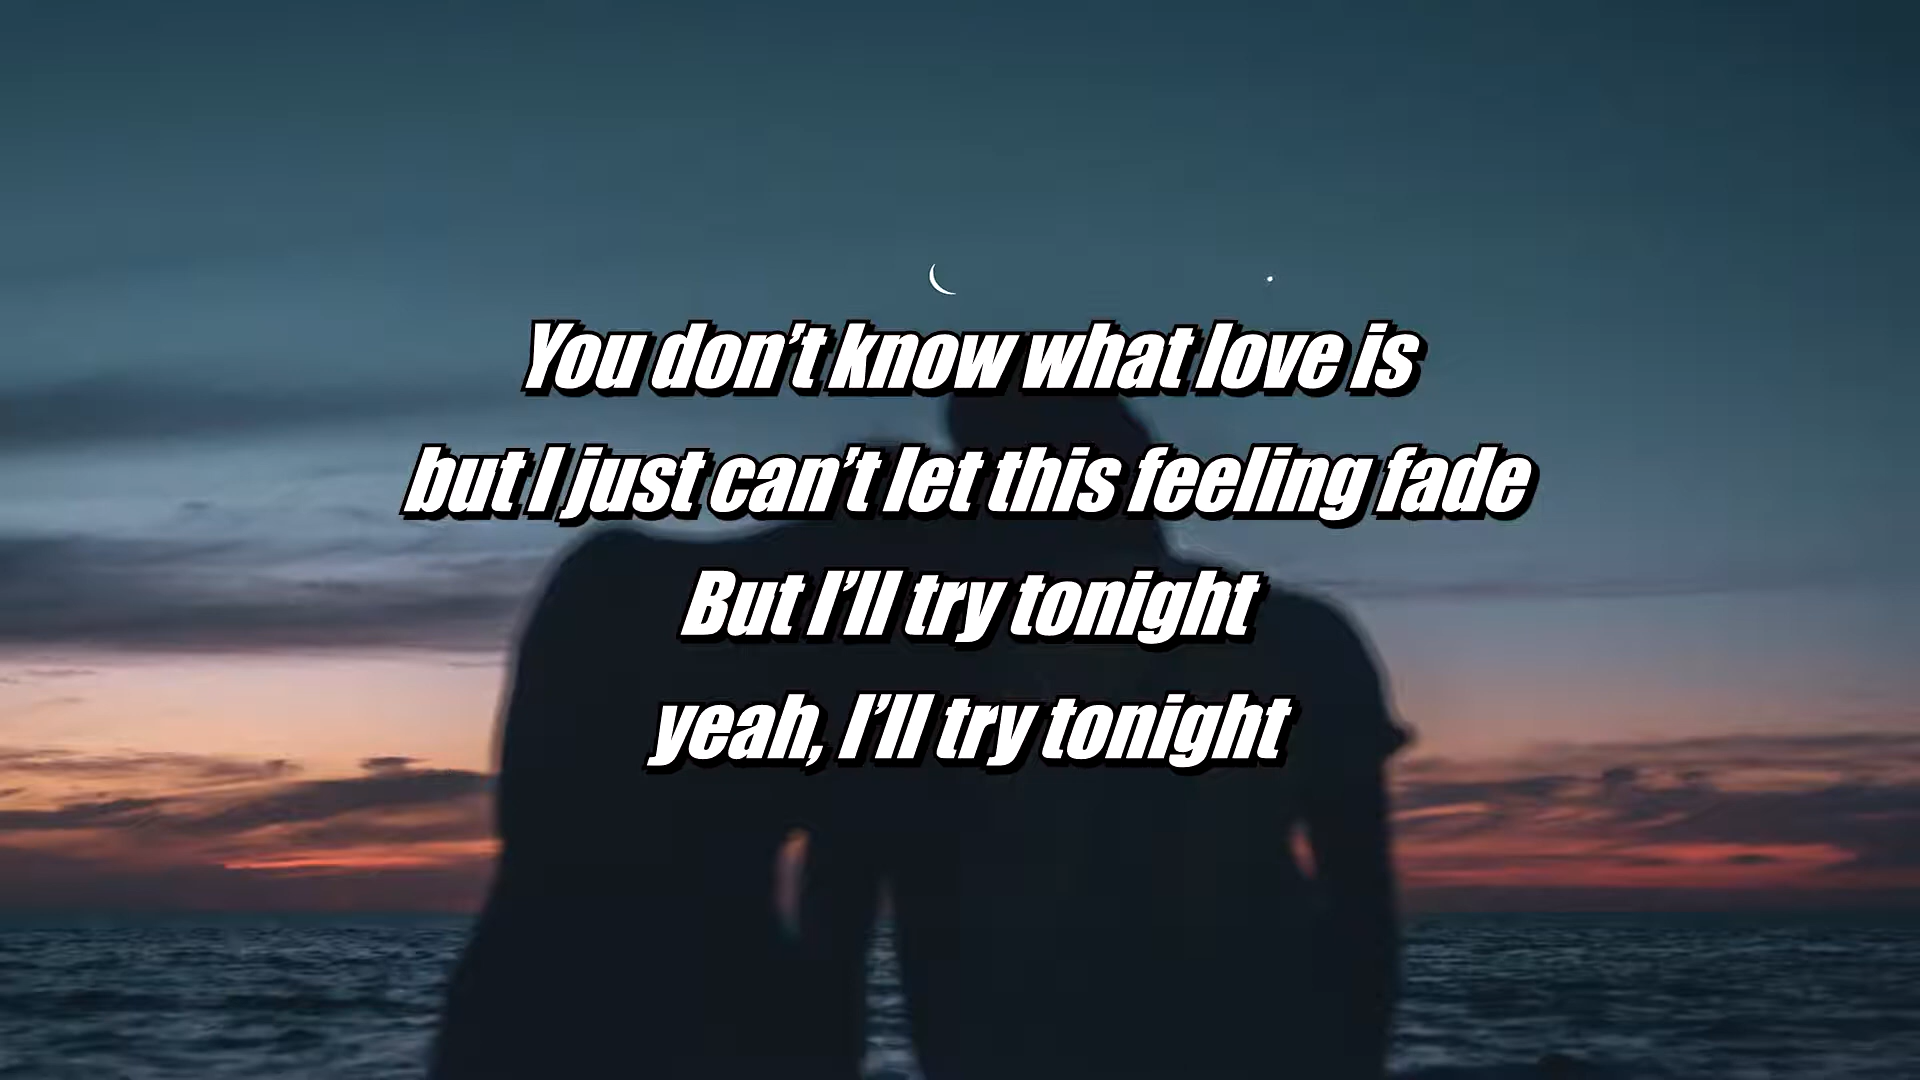 You don’t know what love is
but I just can’t let this feeling fade
But I’ll try tonight
yeah, I’ll try tonight